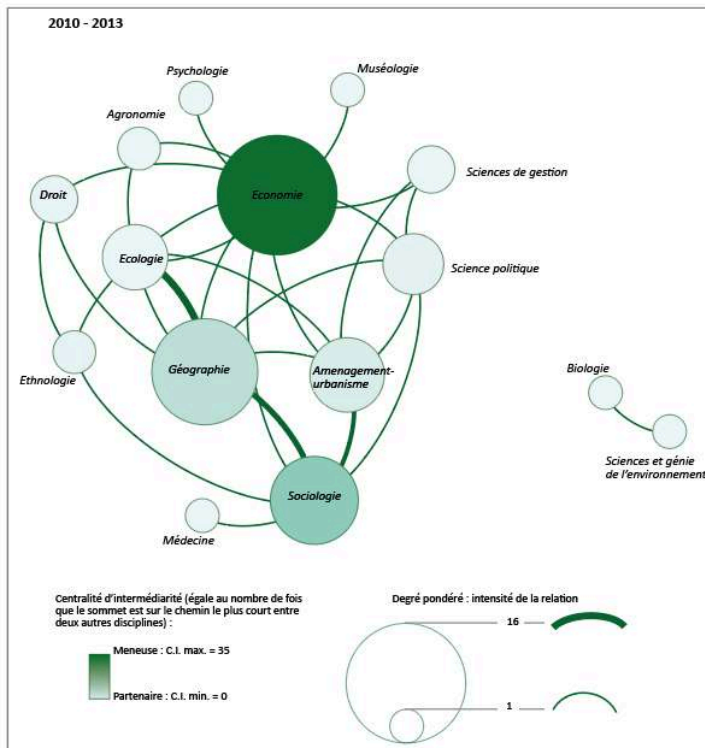 2010 - 2013
Psychologie
Muséologie
Agronomie
Sciences de gestion
Droit
Economie
Ecologie
Science politique
Géographie
Amenagement-
urbanisme
Ethnologie
Biologie
Sciences et génie
de l'environnement
Sociologie
Médecine
Centralité d'intermédiarité (égale au nombre de fois
que le sommet est sur le chemin le plus court entre
deux autres disciplines) :
Meneuse : C.I. max. = 35
Partenaire : C.I. min. = 0
Degré pondéré : intensité de la relation
16
1